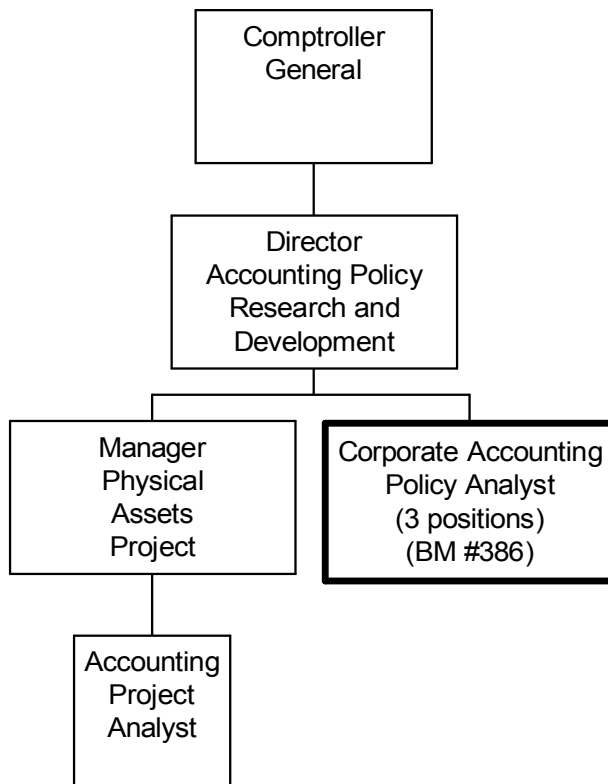 Comptroller
General
Director
Accounting Policy
Research and
Development
Manager
Physical
Assets
Project
Corporate Accounting
Policy Analyst
(3 positions)
(BM #386)
Accounting
Project
Analyst